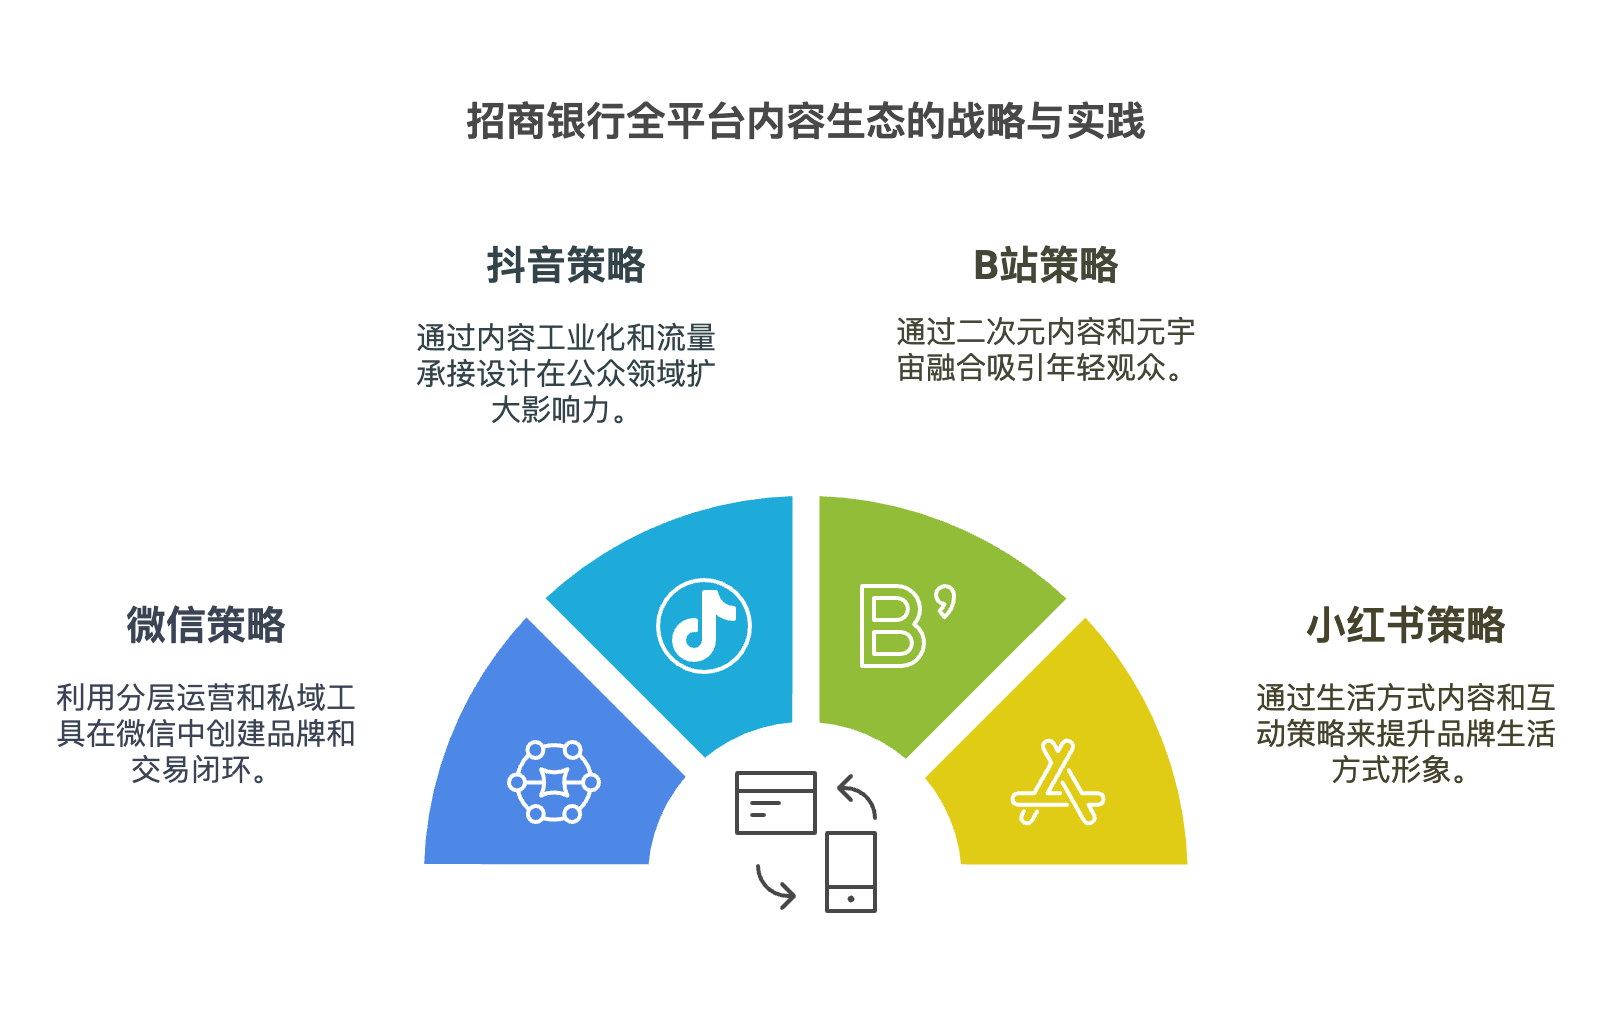 招商银行全平台内容生态的战略与实践
抖音策略
通过内容工业化和流量
承接设计在公众领域扩
大影响力。
B站策略
通过二次元内容和元宇
宙融合吸引年轻观众。
微信策略
利用分层运营和私域工
具在微信中创建品牌和
交易闭环。
小红书策略
通过生活方式内容和互
动策略来提升品牌生活
方式形象。